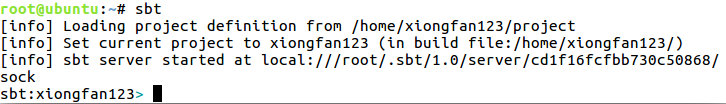 root@ubuntu:~# sbt
[info] Loading project definition from /home/xiongfan123/project
[info] Set current project to xiongfan123 (in build file:/home/xiongfan123/)
[info] sbt server started at local:///root/.sbt/1.0/server/cd1f16fcfbb730c50868/
sock
sbt:xiongfan123>